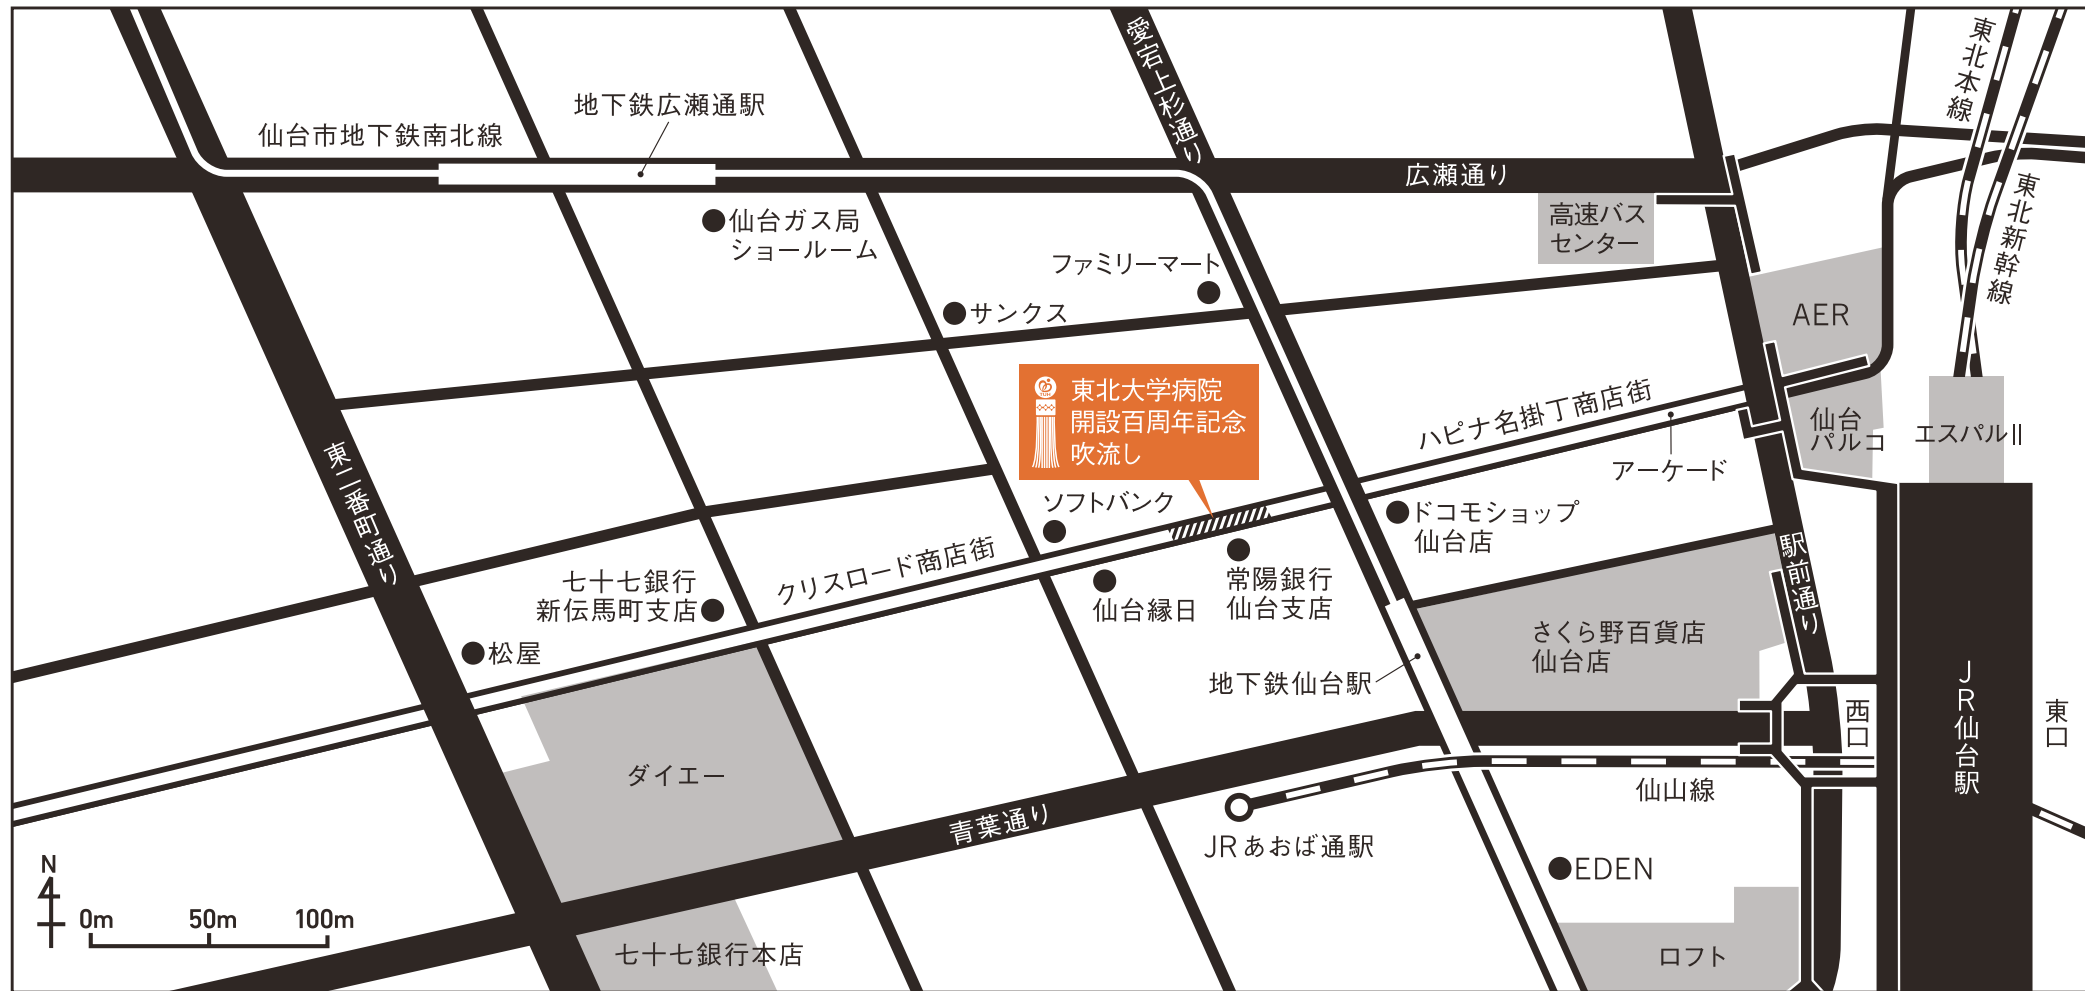 愛宕上杉通り
東北本線
地下鉄広瀬通駅
仙台市地下鉄南北線
広瀬通り
東北新幹線
仙台ガス局
ショールーム
高速バス
センター
ファミリーマート
サンクス
AER
TUH
東北大学病院
開設百周年記念
吹流し
ハピナ名掛丁商店街
仙台
パルコ
エスパルII
アーケード
東二番町通り
ソフトバンク
ドコモショップ
仙台店
クリスロード商店街
駅前通り
七十七銀行
新伝馬町支店
仙台縁日
常陽銀行
仙台支店
さくら野百貨店
仙台店
松屋
地下鉄仙台駅
JR仙台駅
西口
東口
ダイエー
仙山線
青葉通り
JRあおば通駅
EDEN
N
0m 50m 100m
七十七銀行本店
ロフト